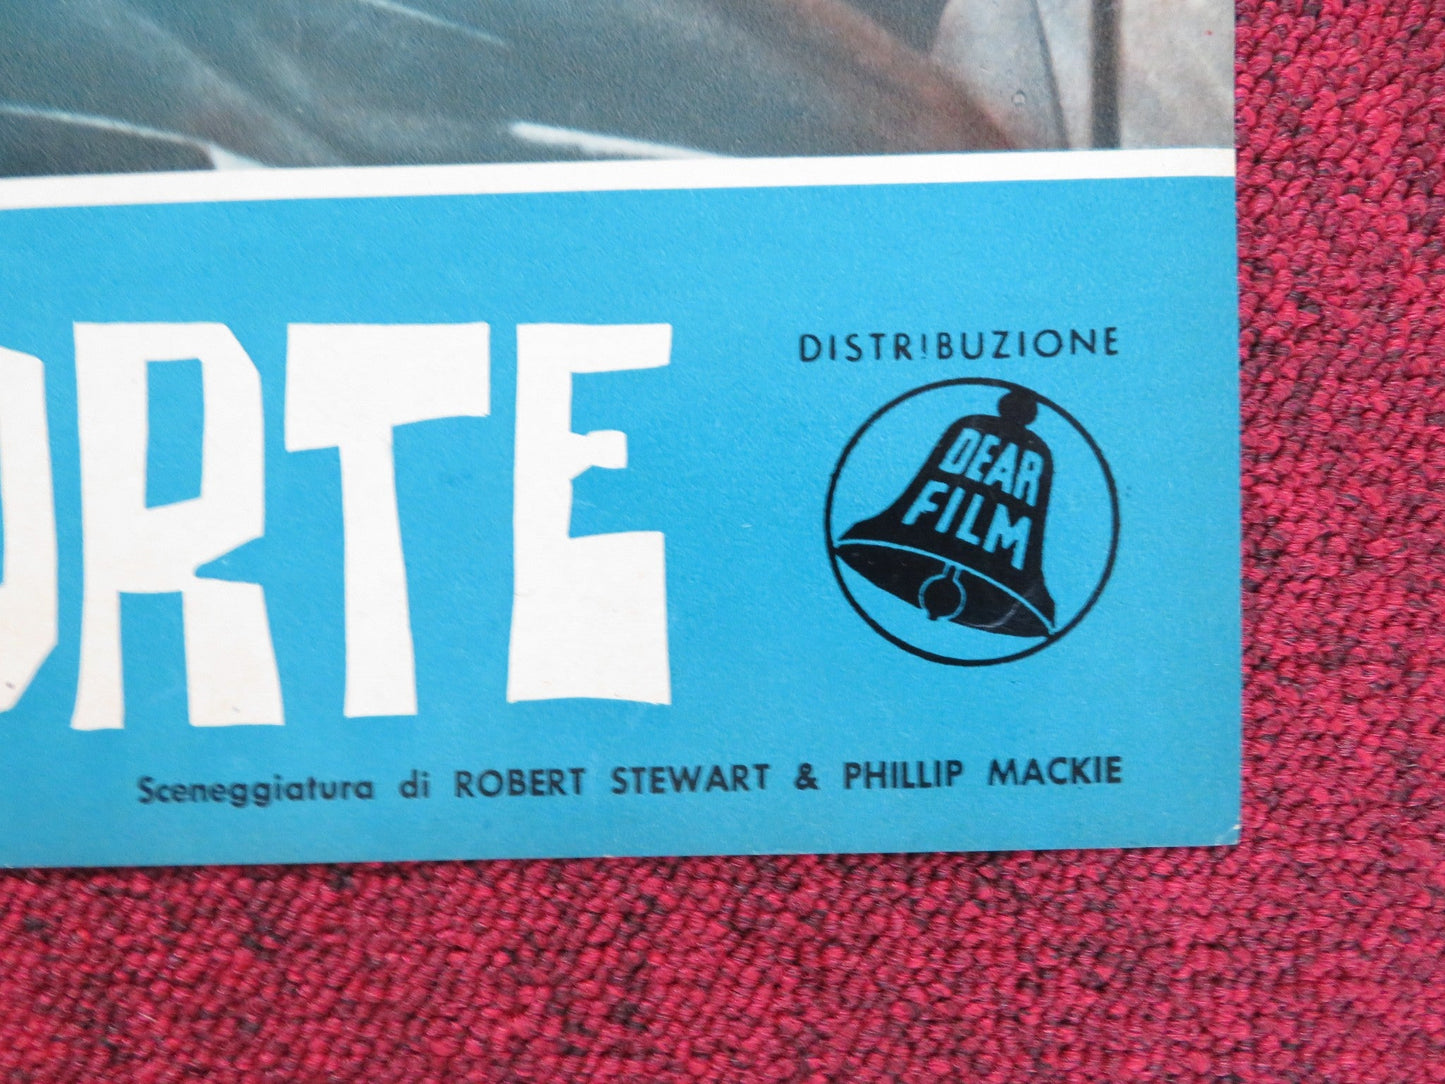 ORTE
DISTRIBUZIONE
DEAR
FILM
Sceneggiatura di ROBERT STEWART & PHILLIP MACKIE